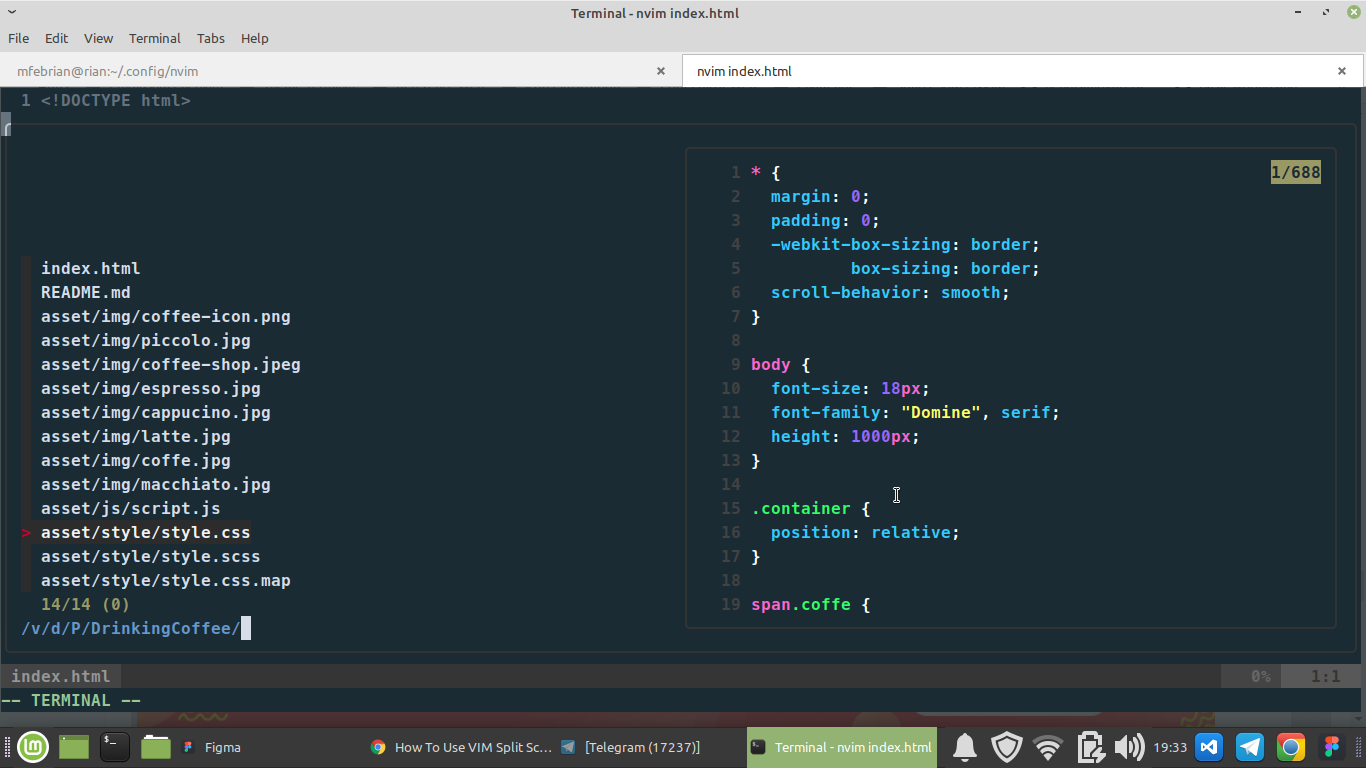 Terminal - nvim index.html
File Edit View Terminal Tabs Help
mfebrian@rian:~/.config/nvim
nvim index.html
1 <!DOCTYPE html>
index.html
README.md
asset/img/coffee-icon.png
asset/img/piccolo.jpg
asset/img/coffee-shop.jpeg
asset/img/espresso.jpg
asset/img/cappucino.jpg
asset/img/latte.jpg
asset/img/coffe.jpg
asset/img/macchiato.jpg
asset/js/script.js
> asset/style/style.css
asset/style/style.scss
asset/style/style.css.map
14/14 (0)
/v/d/P/DrinkingCoffee/
1/688
1 * {
2   margin: 0;
3   padding: 0;
4   -webkit-box-sizing: border;
5           box-sizing: border;
6   scroll-behavior: smooth;
7 }
8
9 body {
10   font-size: 18px;
11   font-family: "Domine", serif;
12   height: 1000px;
13 }
14
15 .container {
16   position: relative;
17 }
18
19 span.coffe {
index.html 0% 1:1
-- TERMINAL --
Figma
How To Use VIM Split Sc...
[Telegram (17237)]
Terminal - nvim index.html
19:33